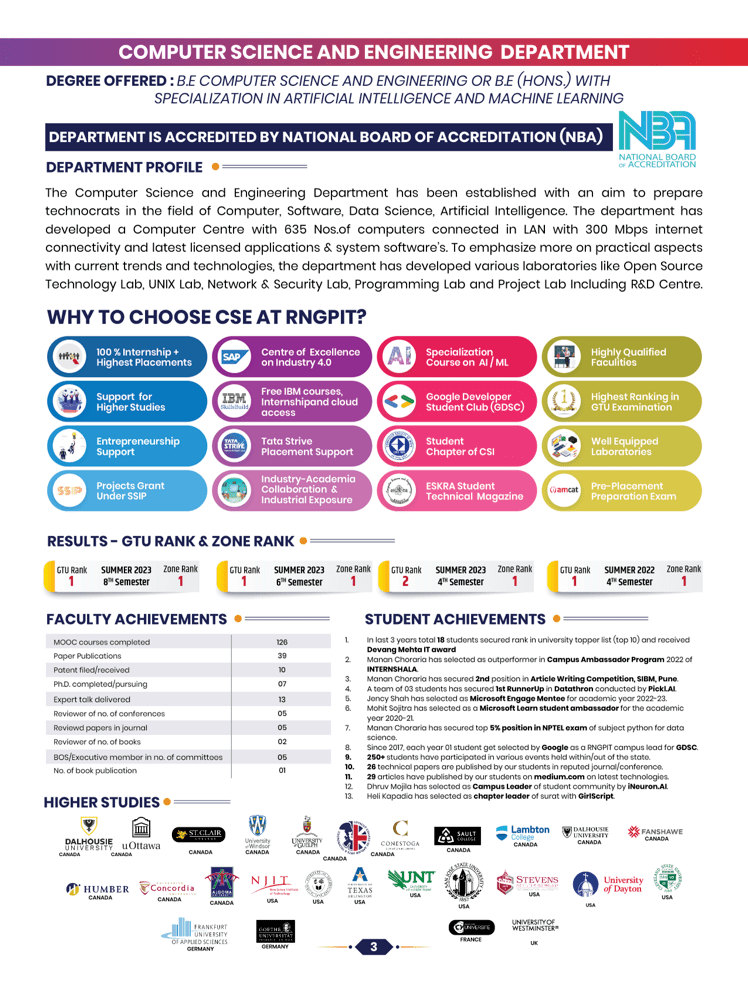 COMPUTER SCIENCE AND ENGINEERING DEPARTMENT
DEGREE OFFERED : B.E COMPUTER SCIENCE AND ENGINEERING OR B.E (HONS.) WITH
SPECIALIZATION IN ARTIFICIAL INTELLIGENCE AND MACHINE LEARNING
DEPARTMENT IS ACCREDITED BY NATIONAL BOARD OF ACCREDITATION (NBA)
NBA
NATIONAL BOARD
OF ACCREDITATION
DEPARTMENT PROFILE
The Computer Science and Engineering Department has been established with an aim to prepare
technocrats in the field of Computer, Software, Data Science, Artificial Intelligence. The department has
developed a Computer Centre with 635 Nos.of computers connected in LAN with 300 Mbps internet
connectivity and latest licensed applications & system software's. To emphasize more on practical aspects
with current trends and technologies, the department has developed various laboratories like Open Source
Technology Lab, UNIX Lab, Network & Security Lab, Programming Lab and Project Lab Including R&D Centre.
WHY TO CHOOSE CSE AT RNGPIT?
100 % Internship +
Highest Placements
SAP
Centre of Excellence
on Industry 4.0
AI
Specialization
Course on AI / ML
Highly Qualified
Faculties
Support for
Higher Studies
IBM
SkillsBuild
Free IBM courses,
Internshipand cloud
access
Google Developer
Student Club (GDSC)
1
Highest Ranking in
GTU Examination
Entrepreneurship
Support
TATA
STRIVE
Tata Strive
Placement Support
Student
Chapter of CSI
Well Equipped
Laboratories
Projects Grant
Under SSIP
Industry-Academia
Collaboration &
Industrial Exposure
ESKRA Student
Technical Magazine
amcat
Pre-Placement
Preparation Exam
RESULTS - GTU RANK & ZONE RANK
GTU Rank
1
SUMMER 2023
8TH Semester
Zone Rank
1
GTU Rank
1
SUMMER 2023
6TH Semester
Zone Rank
1
GTU Rank
2
SUMMER 2023
4TH Semester
Zone Rank
1
GTU Rank
1
SUMMER 2022
4TH Semester
Zone Rank
1
FACULTY ACHIEVEMENTS
MOOC courses completed 126
Paper Publications 39
Patent filed/received 10
Ph.D. completed/pursuing 07
Expert talk delivered 13
Reviewer of no. of conferences 05
Reviewd papers in journal 05
Reviewer of no. of books 02
BOS/Executive member in no. of committees 05
No. of book publication 01
STUDENT ACHIEVEMENTS
1. In last 3 years total 18 students secured rank in university topper list (top 10) and received
Devang Mehta IT award
2. Manan Choraria has selected as outperformer in Campus Ambassador Program 2022 of
INTERNSHALA.
3. Manan Choraria has secured 2nd position in Article Writing Competition, SIBM, Pune.
4. A team of 03 students has secured 1st RunnerUp in Datathron conducted by Pickl.AI.
5. Jency Shah has selected as Microsoft Engage Mentee for academic year 2022-23.
6. Mohit Sojitra has selected as a Microsoft Learn student ambassador for the academic
year 2020-21.
7. Manan Choraria has secured top 5% position in NPTEL exam of subject python for data
science.
8. Since 2017, each year 01 student get selected by Google as a RNGPIT campus lead for GDSC.
9. 250+ students have participated in various events held within/out of the state.
10. 26 technical papers are published by our students in reputed journal/conference.
11. 29 articles have published by our students on medium.com on latest technologies.
12. Dhruv Mojila has selected as Campus Leader of student community by iNeuron.AI.
13. Heli Kapadia has selected as chapter leader of surat with GirlScript.
HIGHER STUDIES
DALHOUSIE
UNIVERSITY
CANADA
uOttawa
CANADA
ST.CLAIR
CANADA
University
of Windsor
CANADA
UNIVERSITY
of GUELPH
CANADA
CANADA
CONESTOGA
CANADA
SAULT
COLLEGE
CANADA
Lambton
College
CANADA
DALHOUSIE
UNIVERSITY
CANADA
FANSHAWE
CANADA
HUMBER
CANADA
Concordia
CANADA
ALGOMA
CANADA
NJIT
USA
USA
TEXAS
USA
UNT
USA
USA
STEVENS
USA
University
of Dayton
USA
USA
FRANKFURT
UNIVERSITY
OF APPLIED SCIENCES
GERMANY
GOETHE
UNIVERSITÄT
GERMANY
UNIVERSITÉ
FRANCE
UNIVERSITY OF
WESTMINSTER
UK
3